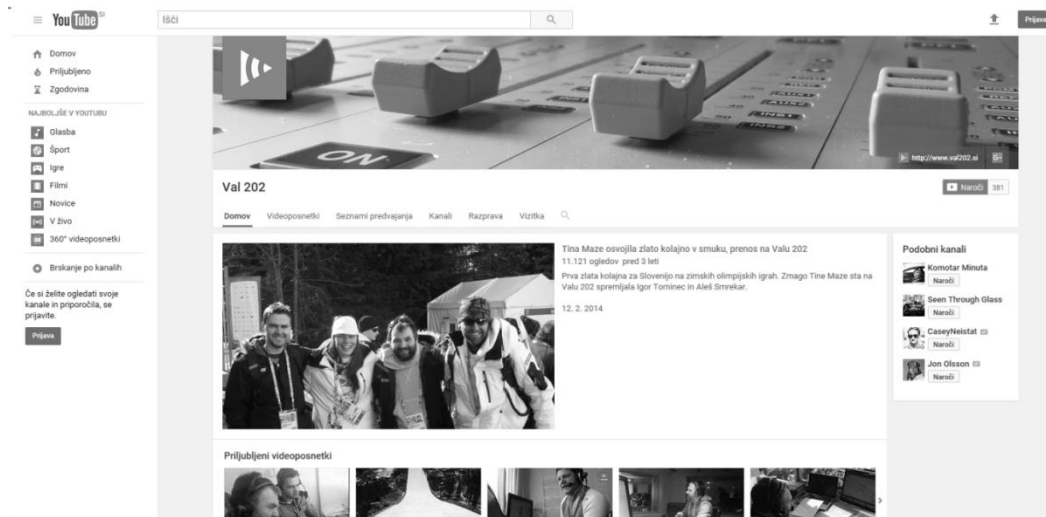 YouTube SI
Išči
Prijava
Domov
Priljubljeno
Zgodovina
NAJBOLJŠE V YOUTUBU
Glasba
Šport
Igre
Filmi
Novice
V živo
360° videoposnetki
Brskanje po kanalih
Če si želite ogledati svoje
kanale in priporočila, se
prijavite.
Prijava
ON
http://www.val202.si
Val 202
Naroči 381
Domov Videoposnetki Seznami predvajanja Kanali Razprava Vizitka
Tina Maze osvojila zlato kolajno v smuku, prenos na Valu 202
11.121 ogledov pred 3 leti
Prva zlata kolajna za Slovenijo na zimskih olimpijskih igrah. Zmago Tine Maze sta na
Valu 202 spremljala Igor Tominec in Aleš Smrekar.
12. 2. 2014
Podobni kanali
Komotar Minuta
Naroči
Seen Through Glass
Naroči
CaseyNeistat
Naroči
Jon Olsson
Naroči
Priljubljeni videoposnetki